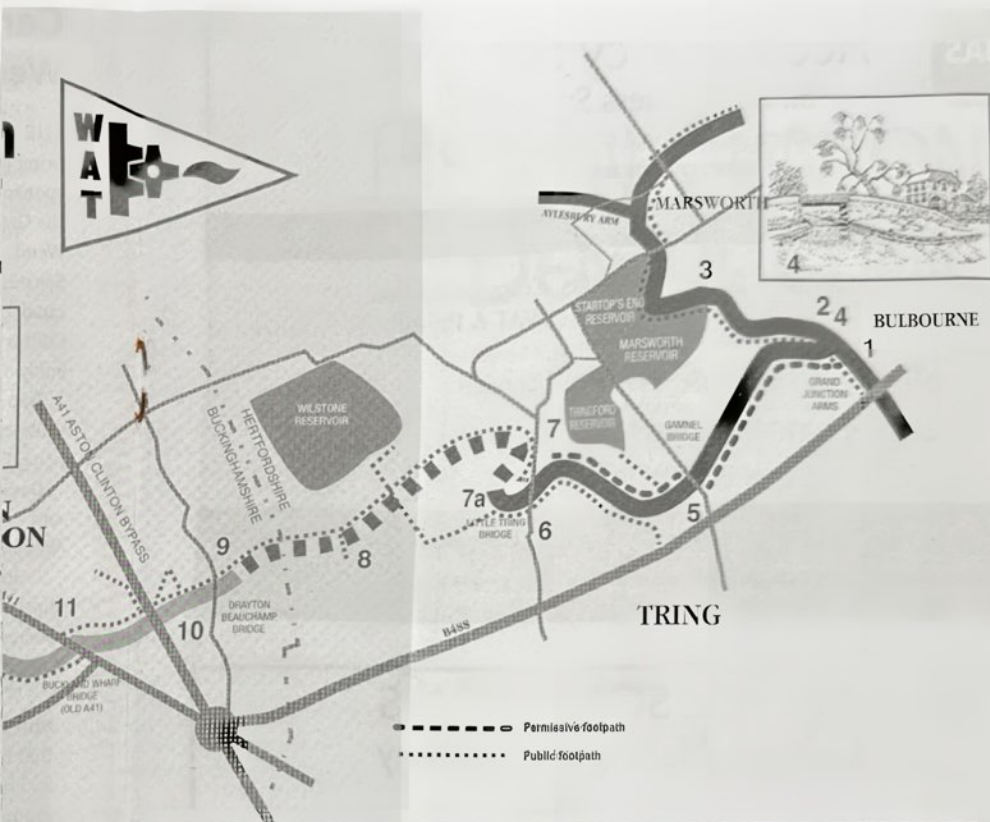 W
A
T
AYLESBURY ARM
MARSWORTH
4
3
STARTOP'S END
RESERVOIR
2
4
BULBOURNE
MARSWORTH
RESERVOIR
1
GRAND
JUNCTION
ARMS
A41 ASTON CLINTON BYPASS
WILSTONE
RESERVOIR
HERTFORDSHIRE
BUCKINGHAMSHIRE
TRINGFORD
RESERVOIR
7
GAMNEL
BRIDGE
7a
LITTLE TRING
BRIDGE
6
5
ON
9
8
11
DRAYTON
BEAUCHAMP
BRIDGE
10
TRING
B488
BUCKLAND WHARF
BRIDGE
(OLD A41)
Permissive footpath
Public footpath